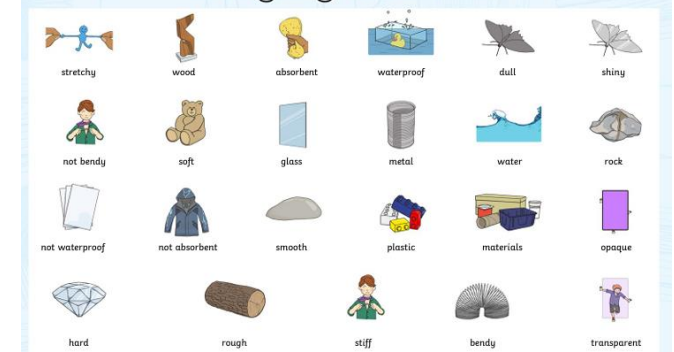 stretchy wood absorbent waterproof dull shiny
not bendy soft glass metal water rock
not waterproof not absorbent smooth plastic materials opaque
hard rough stiff bendy transparent